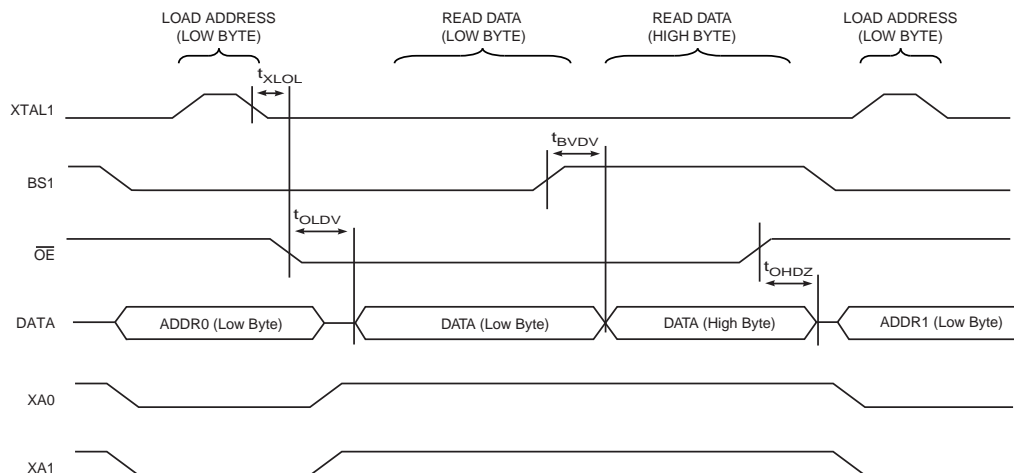 LOAD ADDRESS
(LOW BYTE)
READ DATA
(LOW BYTE)
READ DATA
(HIGH BYTE)
LOAD ADDRESS
(LOW BYTE)
tXLOL
XTAL1
tBVDV
BS1
tOLDV
OE
tOHDZ
DATA
ADDR0 (Low Byte)
DATA (Low Byte)
DATA (High Byte)
ADDR1 (Low Byte)
XA0
XA1